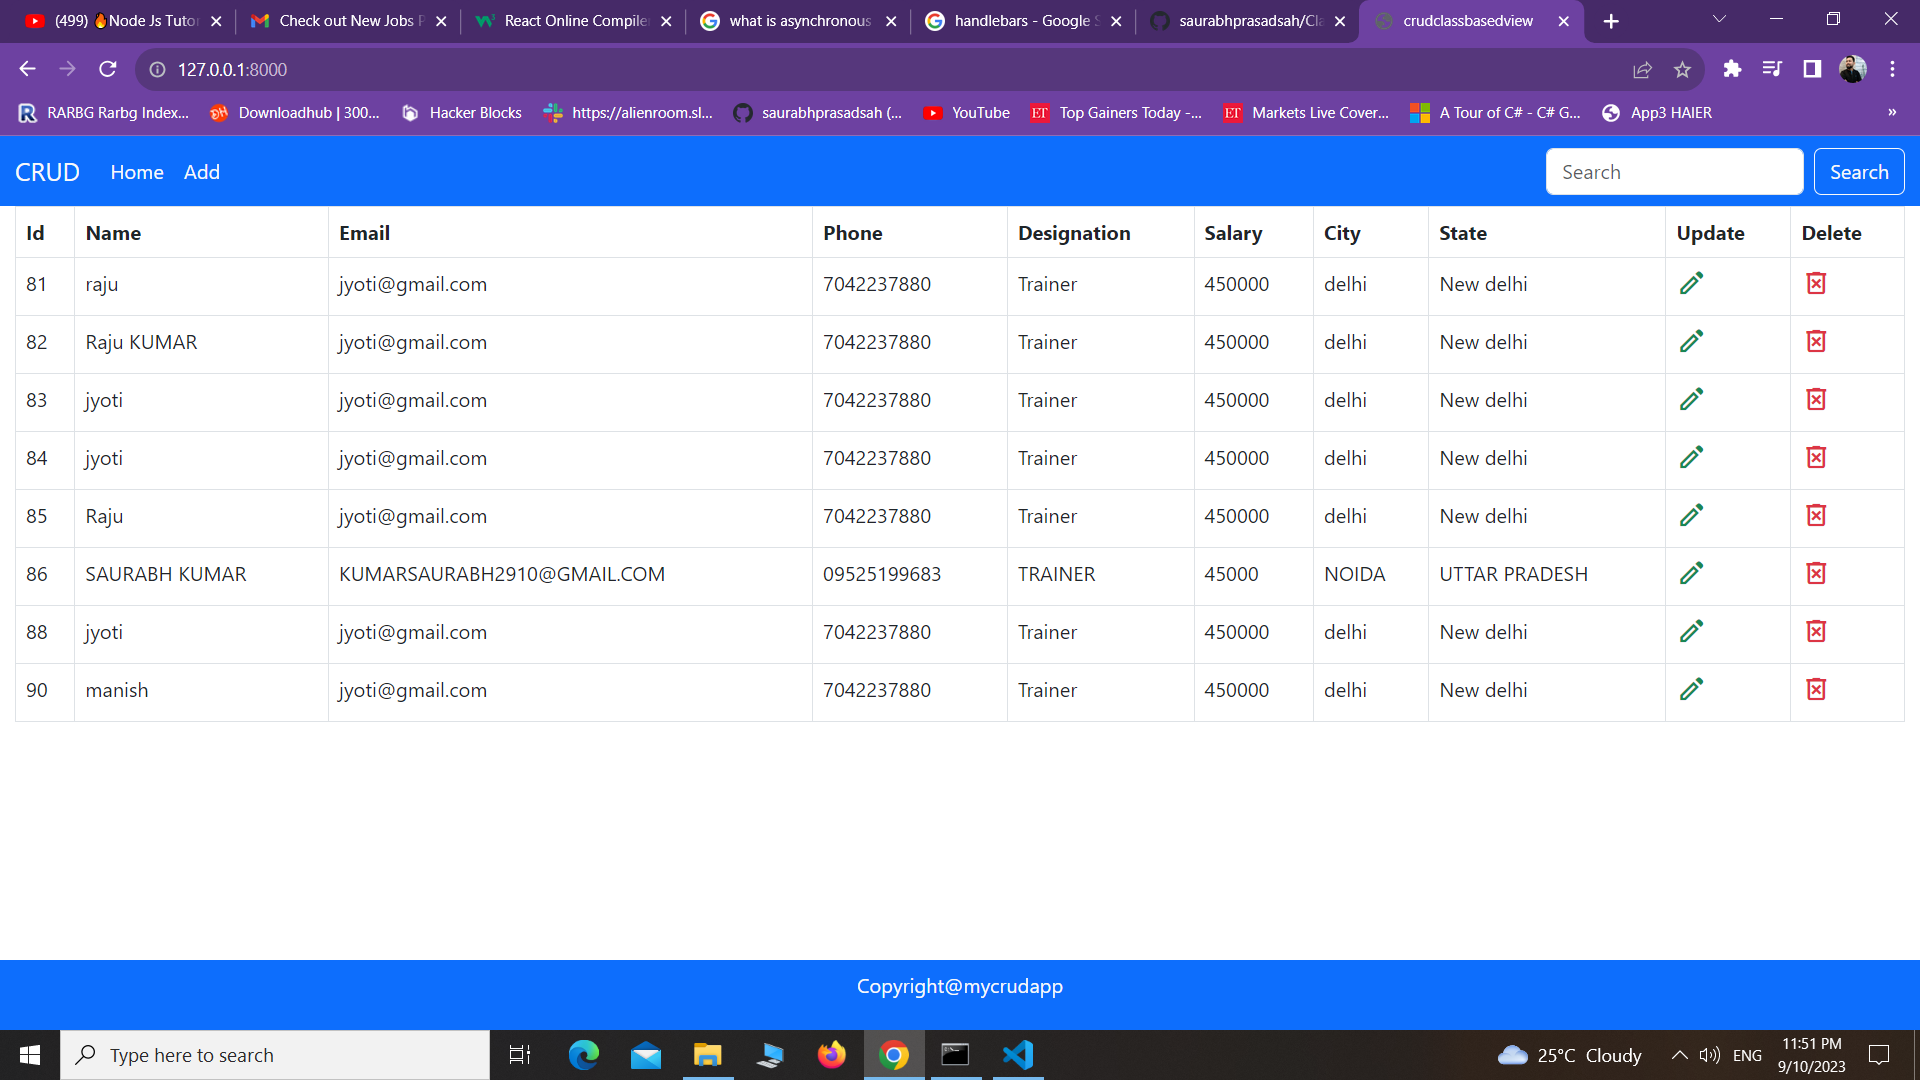 (499) 🔥Node Js Tutor
Check out New Jobs P
React Online Compile
what is asynchronous
handlebars - Google S
saurabhprasadsah/Cla
crudclassbasedview
127.0.0.1:8000
RARBG Rarbg Index...
Downloadhub | 300...
Hacker Blocks
https://alienroom.sl...
saurabhprasadsah (...
YouTube
ET Top Gainers Today -...
ET Markets Live Cover...
A Tour of C# - C# G...
App3 HAIER
»
CRUD Home Add Search Search
Id Name Email Phone Designation Salary City State Update Delete
81 raju jyoti@gmail.com 7042237880 Trainer 450000 delhi New delhi
82 Raju KUMAR jyoti@gmail.com 7042237880 Trainer 450000 delhi New delhi
83 jyoti jyoti@gmail.com 7042237880 Trainer 450000 delhi New delhi
84 jyoti jyoti@gmail.com 7042237880 Trainer 450000 delhi New delhi
85 Raju jyoti@gmail.com 7042237880 Trainer 450000 delhi New delhi
86 SAURABH KUMAR KUMARSAURABH2910@GMAIL.COM 09525199683 TRAINER 45000 NOIDA UTTAR PRADESH
88 jyoti jyoti@gmail.com 7042237880 Trainer 450000 delhi New delhi
90 manish jyoti@gmail.com 7042237880 Trainer 450000 delhi New delhi
Copyright@mycrudapp
Type here to search
25°C Cloudy
ENG
11:51 PM
9/10/2023